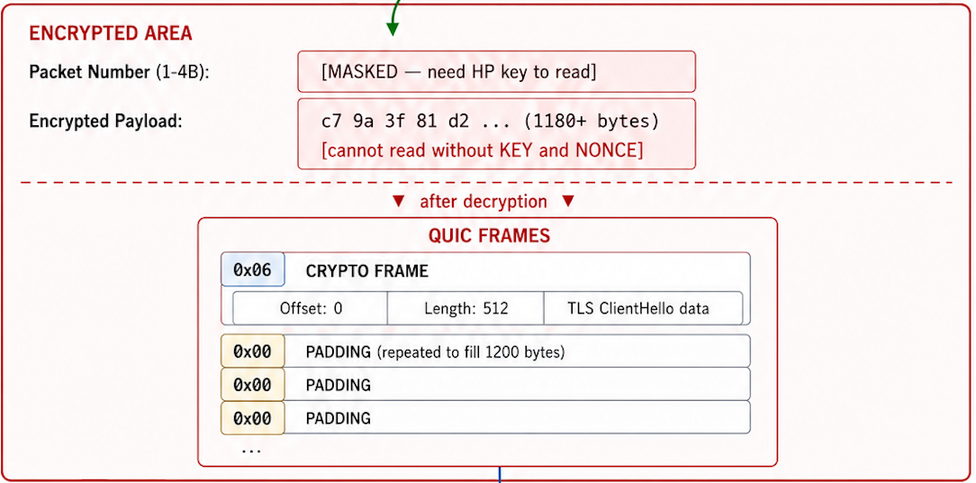 ENCRYPTED AREA
Packet Number (1-4B): [MASKED — need HP key to read]
Encrypted Payload: c7 9a 3f 81 d2 ... (1180+ bytes)
[cannot read without KEY and NONCE]
▼ after decryption ▼
QUIC FRAMES
0x06 CRYPTO FRAME
Offset: 0 Length: 512 TLS ClientHello data
0x00 PADDING (repeated to fill 1200 bytes)
0x00 PADDING
0x00 PADDING
...